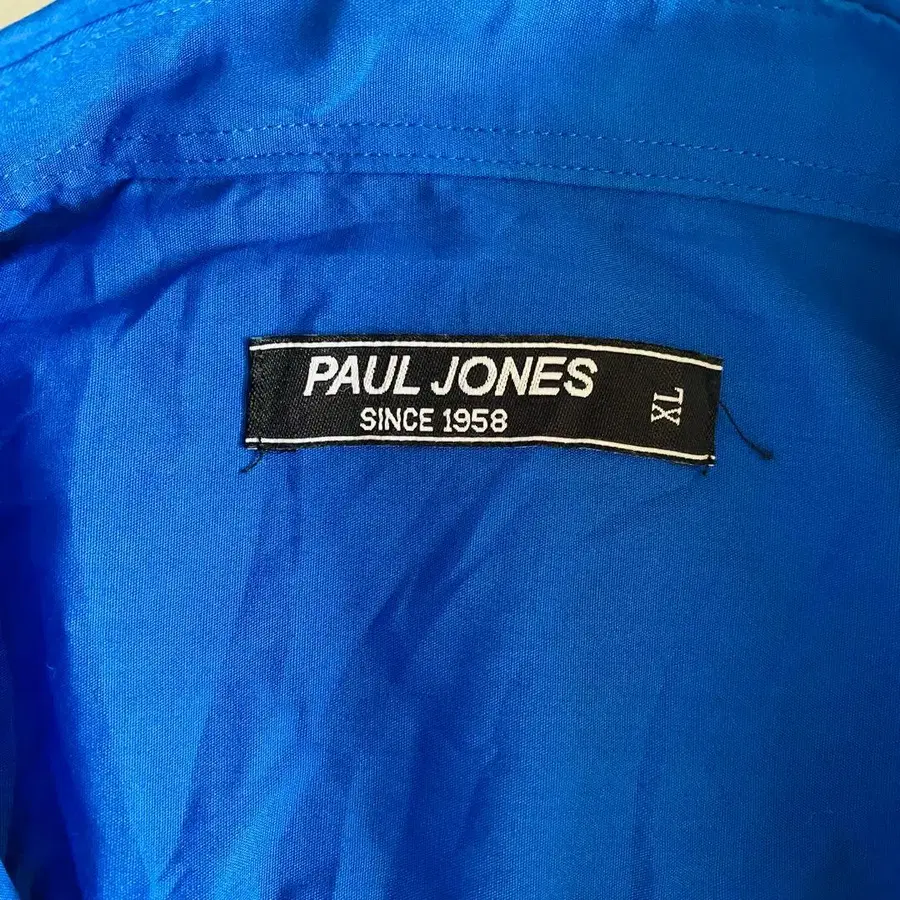 PAUL JONES
SINCE 1958
XL